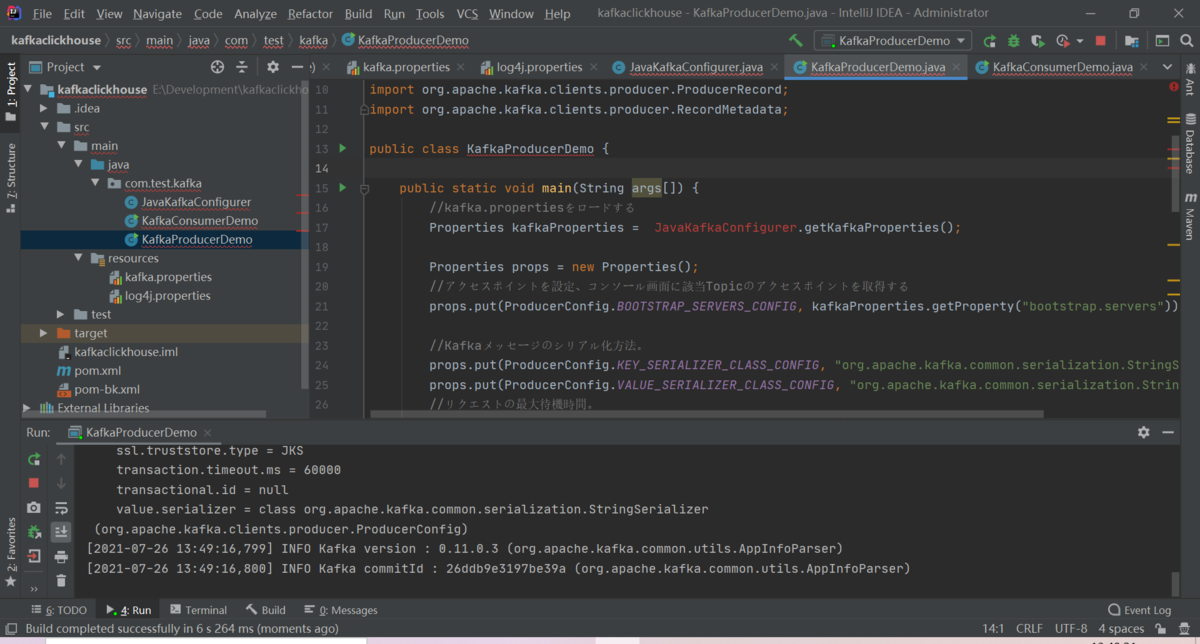 File Edit View Navigate Code Analyze Refactor Build Run Tools VCS Window Help kafkaclickhouse - KafkaProducerDemo.java - IntelliJ IDEA - Administrator
kafkaclickhouse src main java com test kafka KafkaProducerDemo KafkaProducerDemo
Project kafka.properties log4j.properties JavaKafkaConfigurer.java KafkaProducerDemo.java KafkaConsumerDemo.java
1: Project
7: Structure
2: Favorites
Ant
Database
Maven
kafkaclickhouse E:\Development\kafkaclickho
.idea
src
main
java
com.test.kafka
JavaKafkaConfigurer
KafkaConsumerDemo
KafkaProducerDemo
resources
kafka.properties
log4j.properties
test
target
kafkaclickhouse.iml
pom.xml
pom-bk.xml
External Libraries
10 import org.apache.kafka.clients.producer.ProducerRecord;
11 import org.apache.kafka.clients.producer.RecordMetadata;
12
13 public class KafkaProducerDemo {
14
15 public static void main(String args[]) {
16 //kafka.propertiesをロードする
17 Properties kafkaProperties = JavaKafkaConfigurer.getKafkaProperties();
18
19 Properties props = new Properties();
20 //アクセスポイントを設定、コンソール画面に該当Topicのアクセスポイントを取得する
21 props.put(ProducerConfig.BOOTSTRAP_SERVERS_CONFIG, kafkaProperties.getProperty("bootstrap.servers"))
22
23 //Kafkaメッセージのシリアル化方法。
24 props.put(ProducerConfig.KEY_SERIALIZER_CLASS_CONFIG, "org.apache.kafka.common.serialization.StringS
25 props.put(ProducerConfig.VALUE_SERIALIZER_CLASS_CONFIG, "org.apache.kafka.common.serialization.Strin
26 //リクエストの最大待機時間。
Run: KafkaProducerDemo
ssl.truststore.type = JKS
transaction.timeout.ms = 60000
transactional.id = null
value.serializer = class org.apache.kafka.common.serialization.StringSerializer
(org.apache.kafka.clients.producer.ProducerConfig)
[2021-07-26 13:49:16,799] INFO Kafka version : 0.11.0.3 (org.apache.kafka.common.utils.AppInfoParser)
[2021-07-26 13:49:16,800] INFO Kafka commitId : 26ddb9e3197be39a (org.apache.kafka.common.utils.AppInfoParser)
6: TODO 4: Run Terminal Build 0: Messages Event Log
Build completed successfully in 6 s 264 ms (moments ago) 14:1 CRLF UTF-8 4 spaces